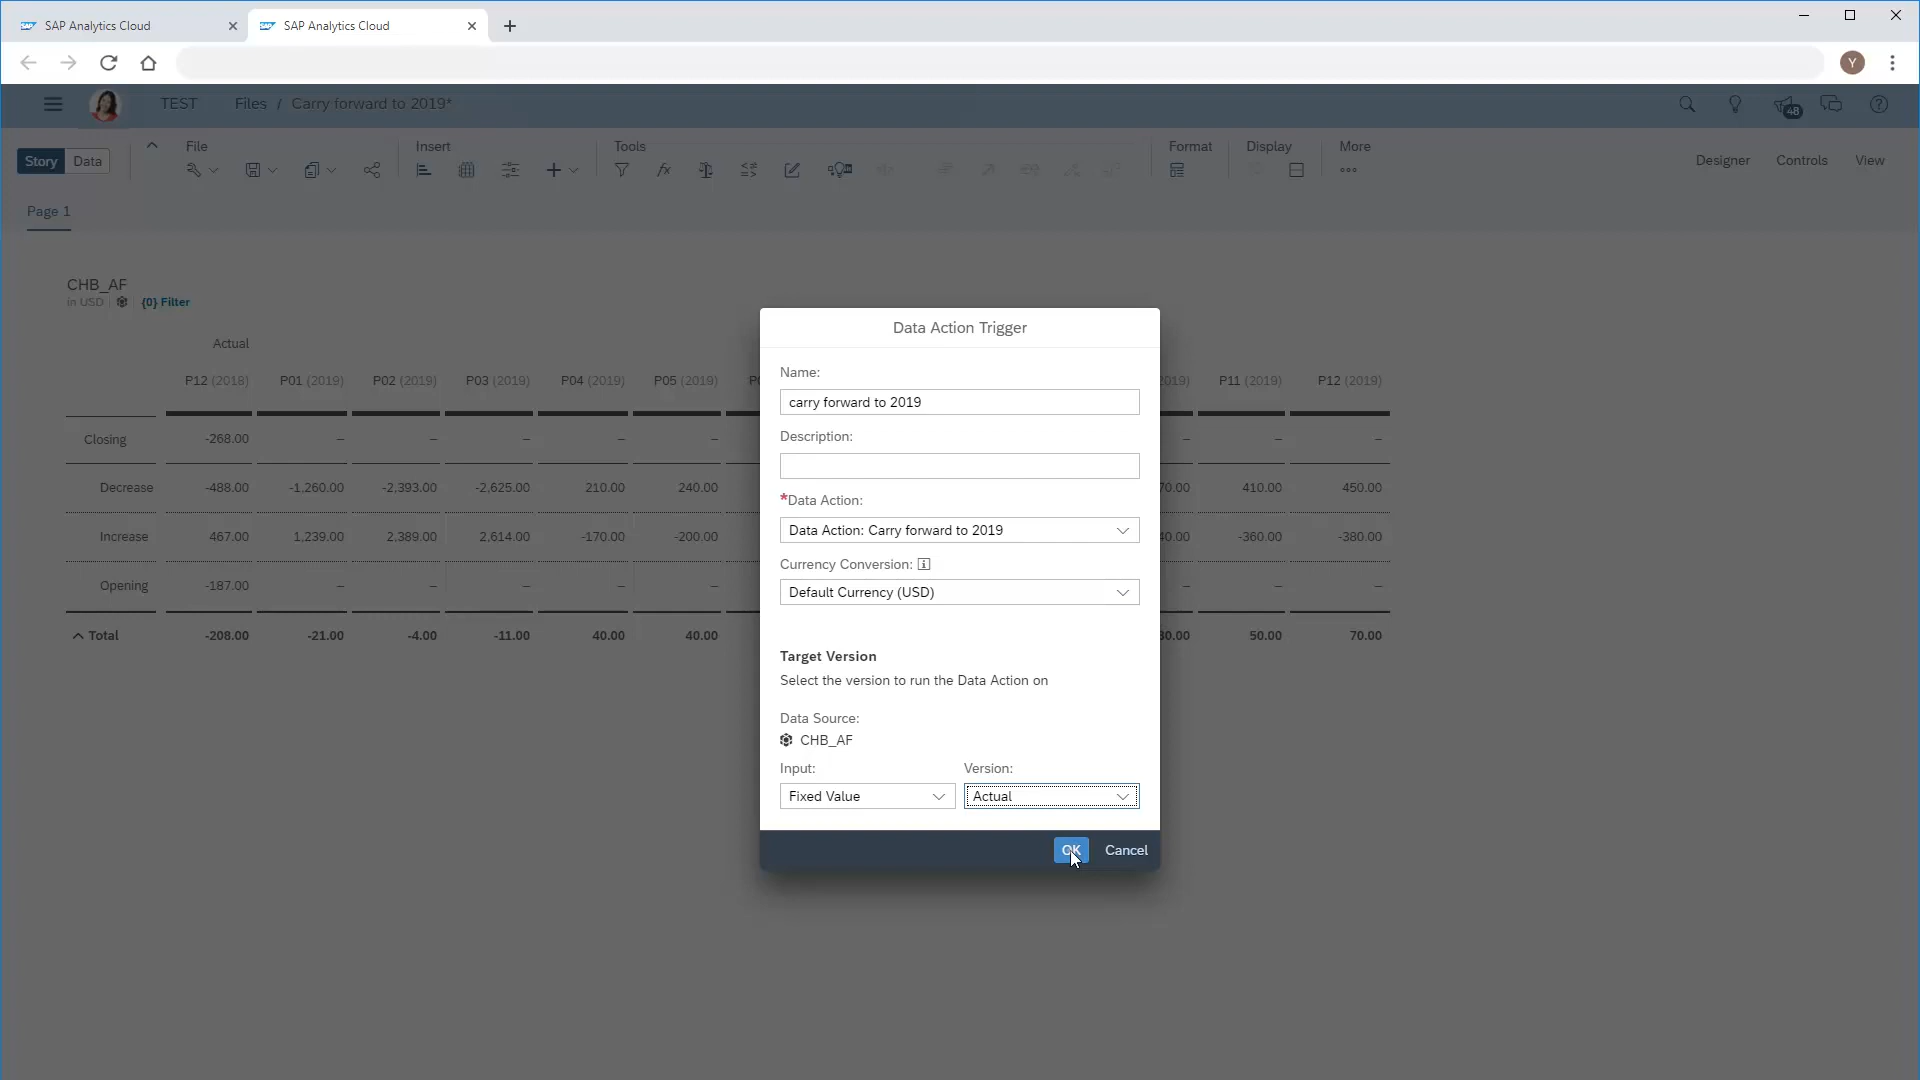 SAP Analytics Cloud
SAP Analytics Cloud
Y
TEST Files / Carry forward to 2019*
48
Story Data
File Insert Tools Format Display More
Designer Controls View
Page 1
CHB_AF
in USD {0} Filter
Actual
P12 (2018) P01 (2019) P02 (2019) P03 (2019) P04 (2019) P05 (2019) P11 (2019) P12 (2019)
Closing -268.00 – – – – – – – –
Decrease -488.00 -1,260.00 -2,393.00 -2,625.00 210.00 240.00 70.00 410.00 450.00
Increase 467.00 1,239.00 2,389.00 2,614.00 -170.00 -200.00 -360.00 -380.00
Opening -187.00 – – – – – – – –
Total -208.00 -21.00 -4.00 -11.00 40.00 40.00 50.00 70.00
Data Action Trigger
Name:
carry forward to 2019
Description:
*Data Action:
Data Action: Carry forward to 2019
Currency Conversion:
Default Currency (USD)
Target Version
Select the version to run the Data Action on
Data Source:
CHB_AF
Input: Version:
Fixed Value Actual
OK Cancel